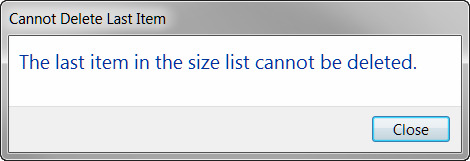 Cannot Delete Last Item
The last item in the size list cannot be deleted.
Close